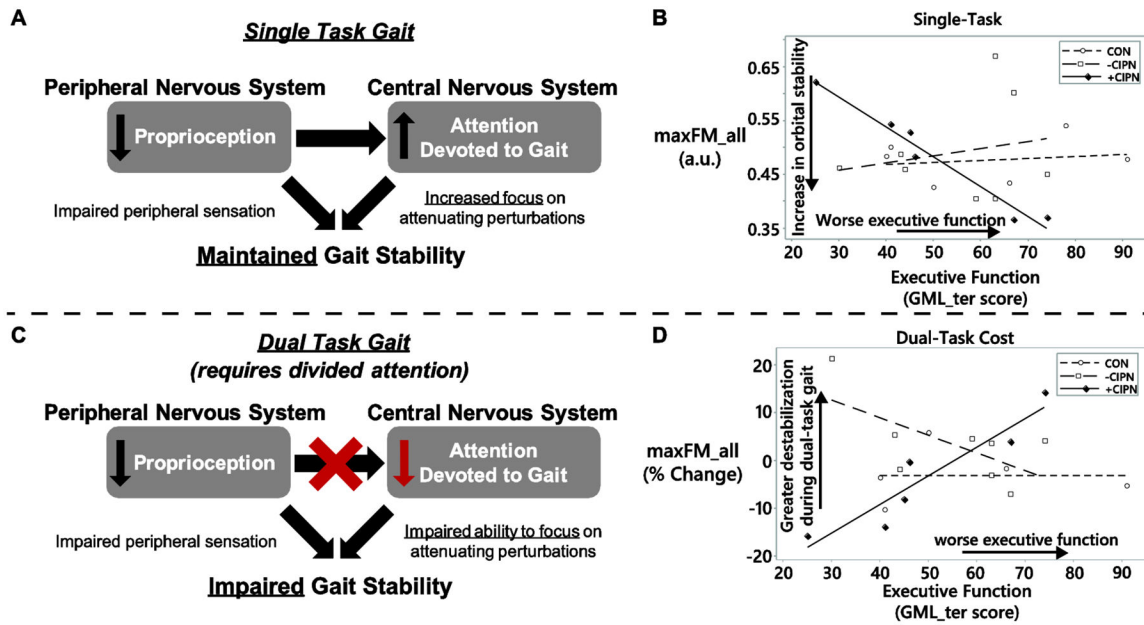 A
Single Task Gait
Peripheral Nervous System
Central Nervous System
Proprioception
Attention
Devoted to Gait
Impaired peripheral sensation
Increased focus on
attenuating perturbations
Maintained Gait Stability
B
Single-Task
CON
-CIPN
+CIPN
0.65
0.55
0.45
0.35
maxFM_all
(a.u.)
Increase in orbital stability
Worse executive function
20 30 40 50 60 70 80 90
Executive Function
(GML_ter score)
C
Dual Task Gait
(requires divided attention)
Peripheral Nervous System
Central Nervous System
Proprioception
Attention
Devoted to Gait
Impaired peripheral sensation
Impaired ability to focus on
attenuating perturbations
Impaired Gait Stability
D
Dual-Task Cost
CON
-CIPN
+CIPN
20
10
0
-10
-20
maxFM_all
(% Change)
Greater destabilization
during dual-task gait
worse executive function
20 30 40 50 60 70 80 90
Executive Function
(GML_ter score)